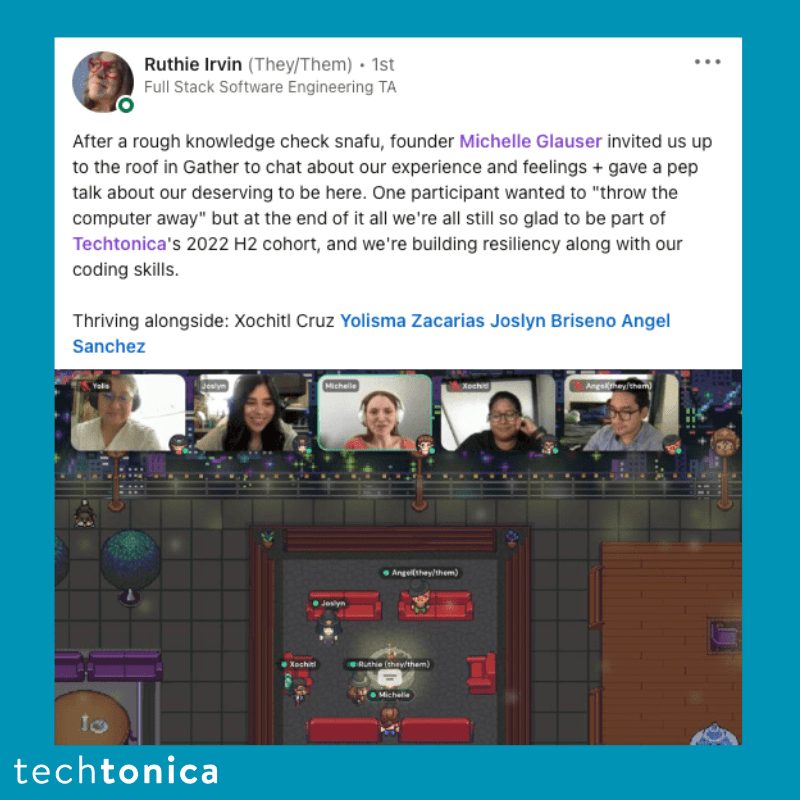 Ruthie Irvin (They/Them) • 1st
Full Stack Software Engineering TA
After a rough knowledge check snafu, founder Michelle Glauser invited us up
to the roof in Gather to chat about our experience and feelings + gave a pep
talk about our deserving to be here. One participant wanted to "throw the
computer away" but at the end of it all we're all still so glad to be part of
Techtonica's 2022 H2 cohort, and we're building resiliency along with our
coding skills.
Thriving alongside: Xochitl Cruz Yolisma Zacarias Joslyn Briseno Angel
Sanchez
Yolis
Joslyn
Michelle
Xochitl
Angel(they/them)
Angel(they/them)
Joslyn
Xochitl
Ruthie (they/them)
Michelle
techtonica